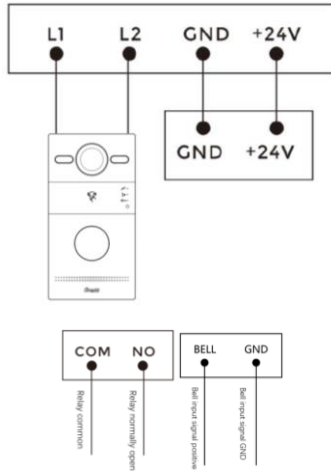 L1 L2 GND +24V
GND +24V
COM NO
BELL GND
Relay common
Relay normally open
Bell input signal positive
Bell input signal GND